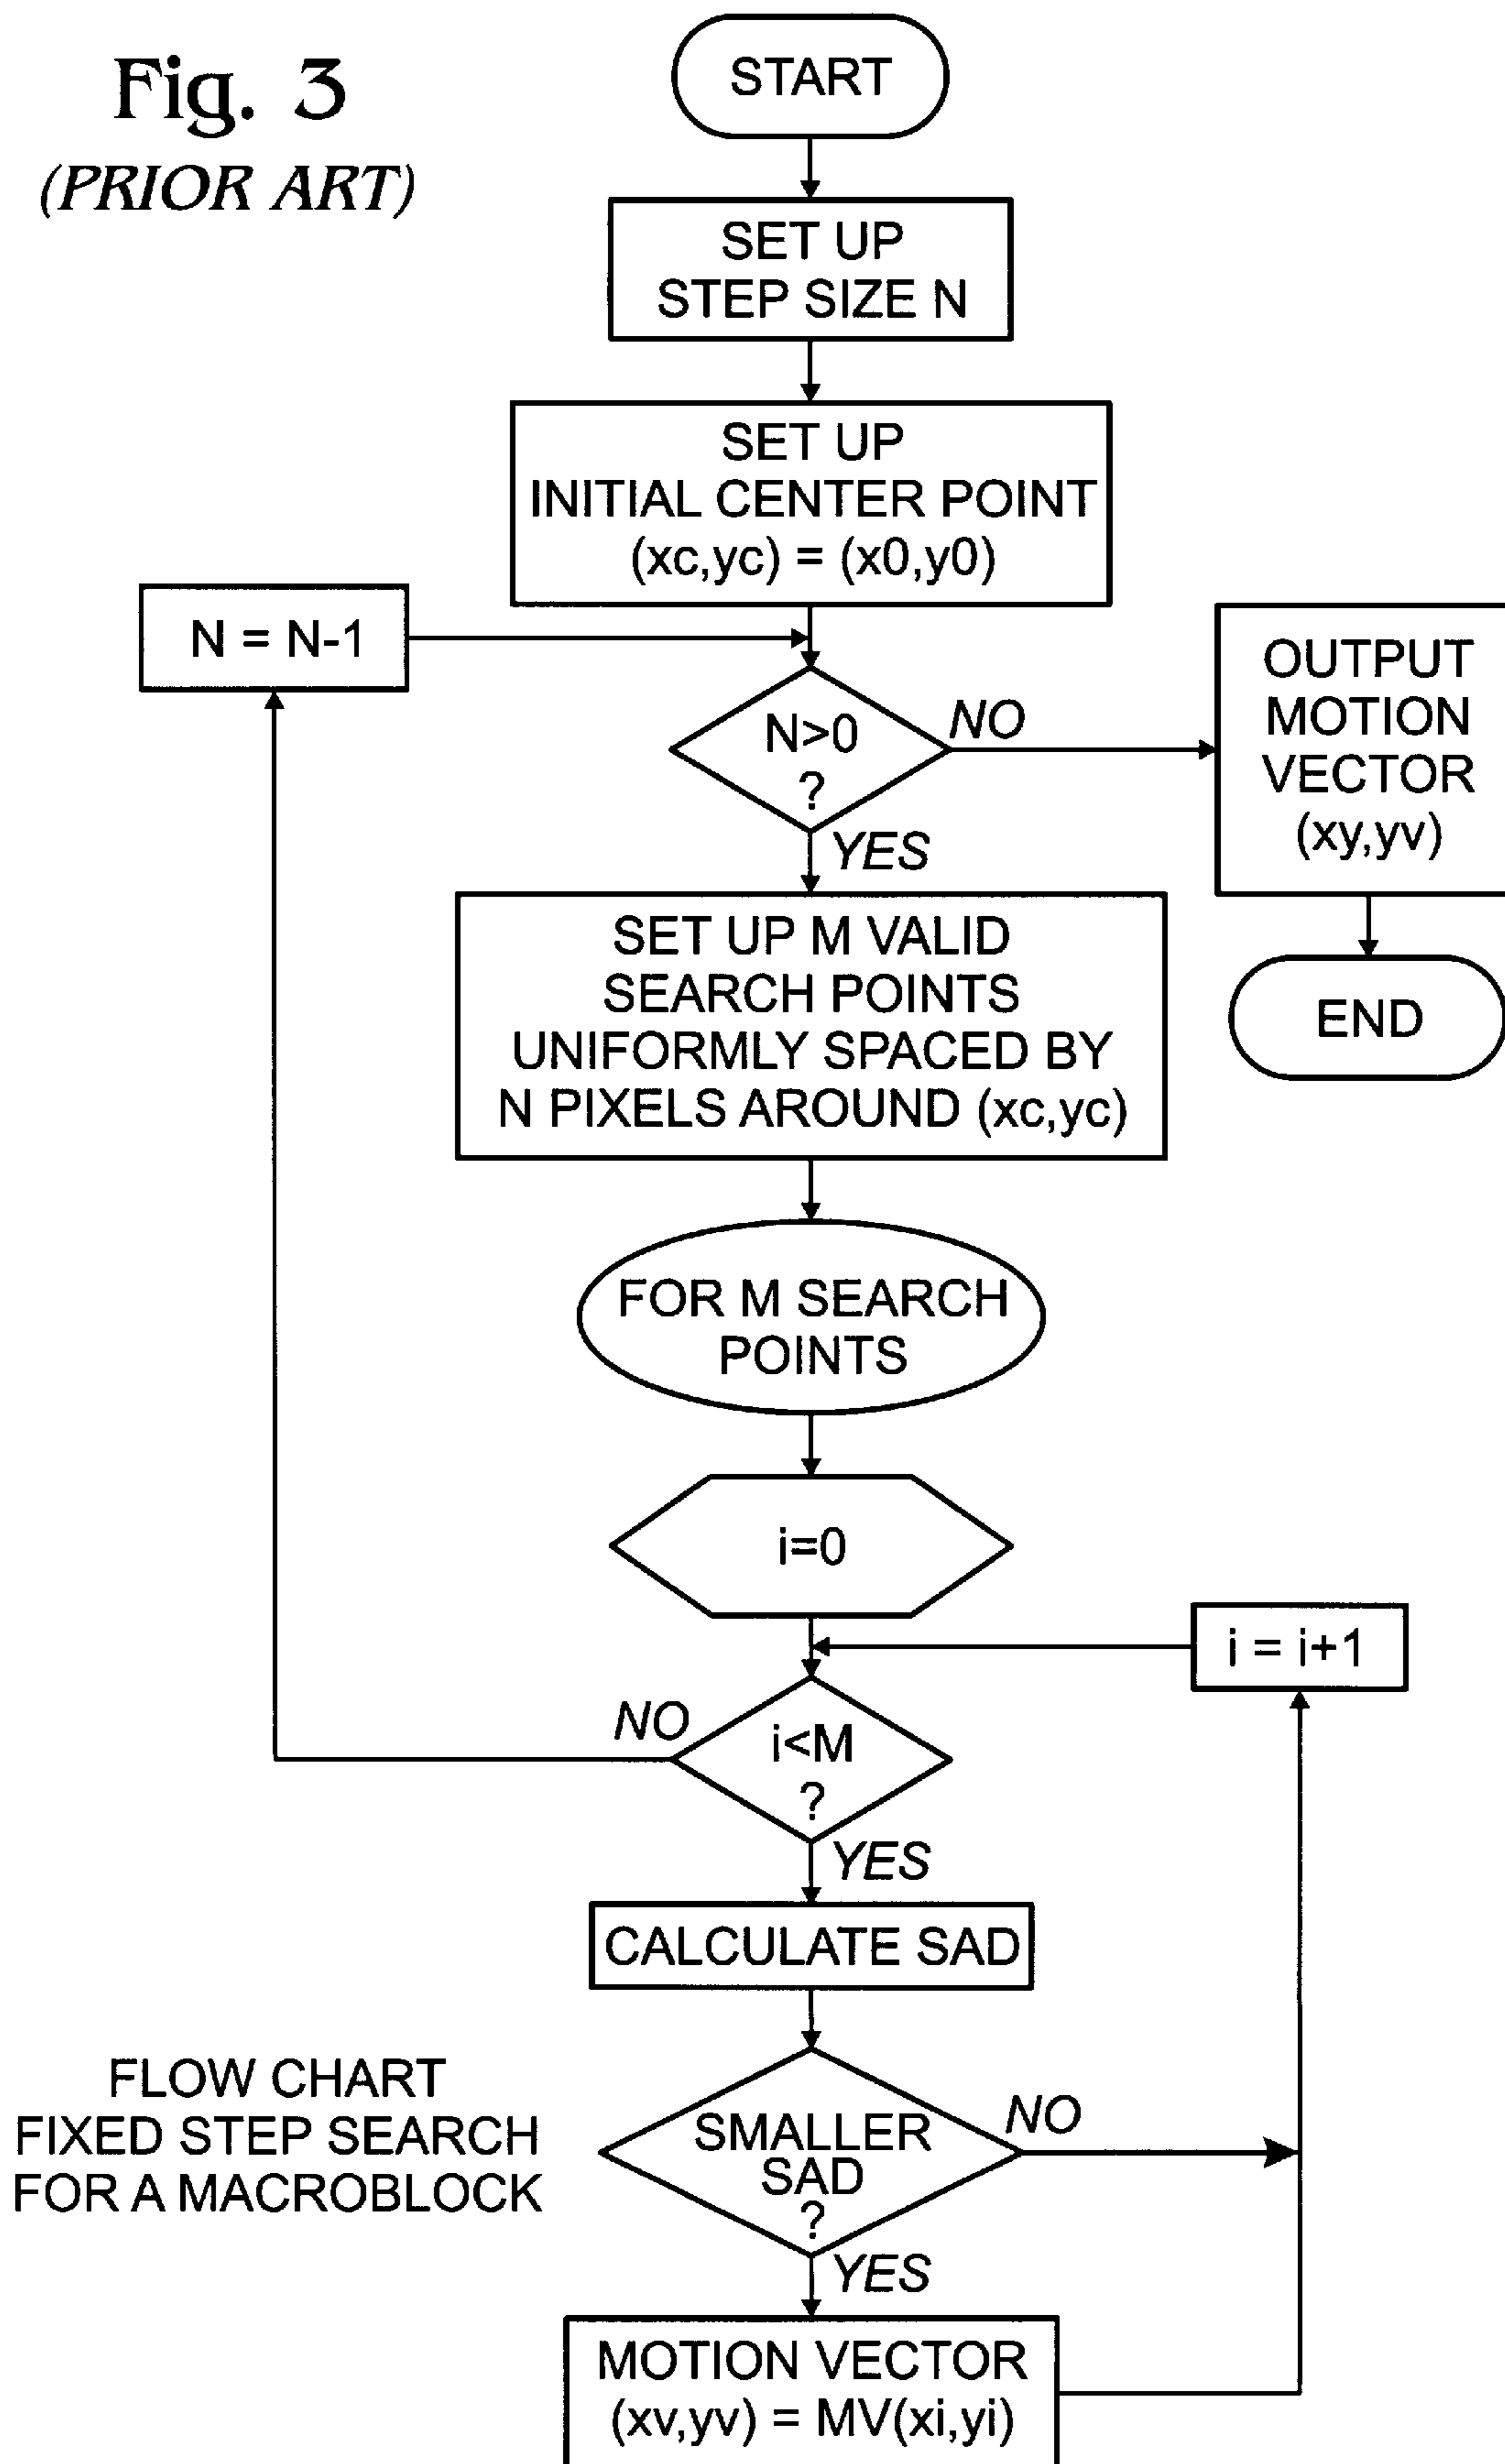 Fig. 3
(PRIOR ART)
START
SET UP
STEP SIZE N
SET UP
INITIAL CENTER POINT
(xc,yc) = (x0,y0)
N = N-1
N>0
?
NO
YES
OUTPUT
MOTION
VECTOR
(xy,yv)
END
SET UP M VALID
SEARCH POINTS
UNIFORMLY SPACED BY
N PIXELS AROUND (xc,yc)
FOR M SEARCH
POINTS
i=0
i = i+1
NO
i<M
?
YES
CALCULATE SAD
SMALLER
SAD
?
NO
YES
MOTION VECTOR
(xv,yv) = MV(xi,yi)
FLOW CHART
FIXED STEP SEARCH
FOR A MACROBLOCK